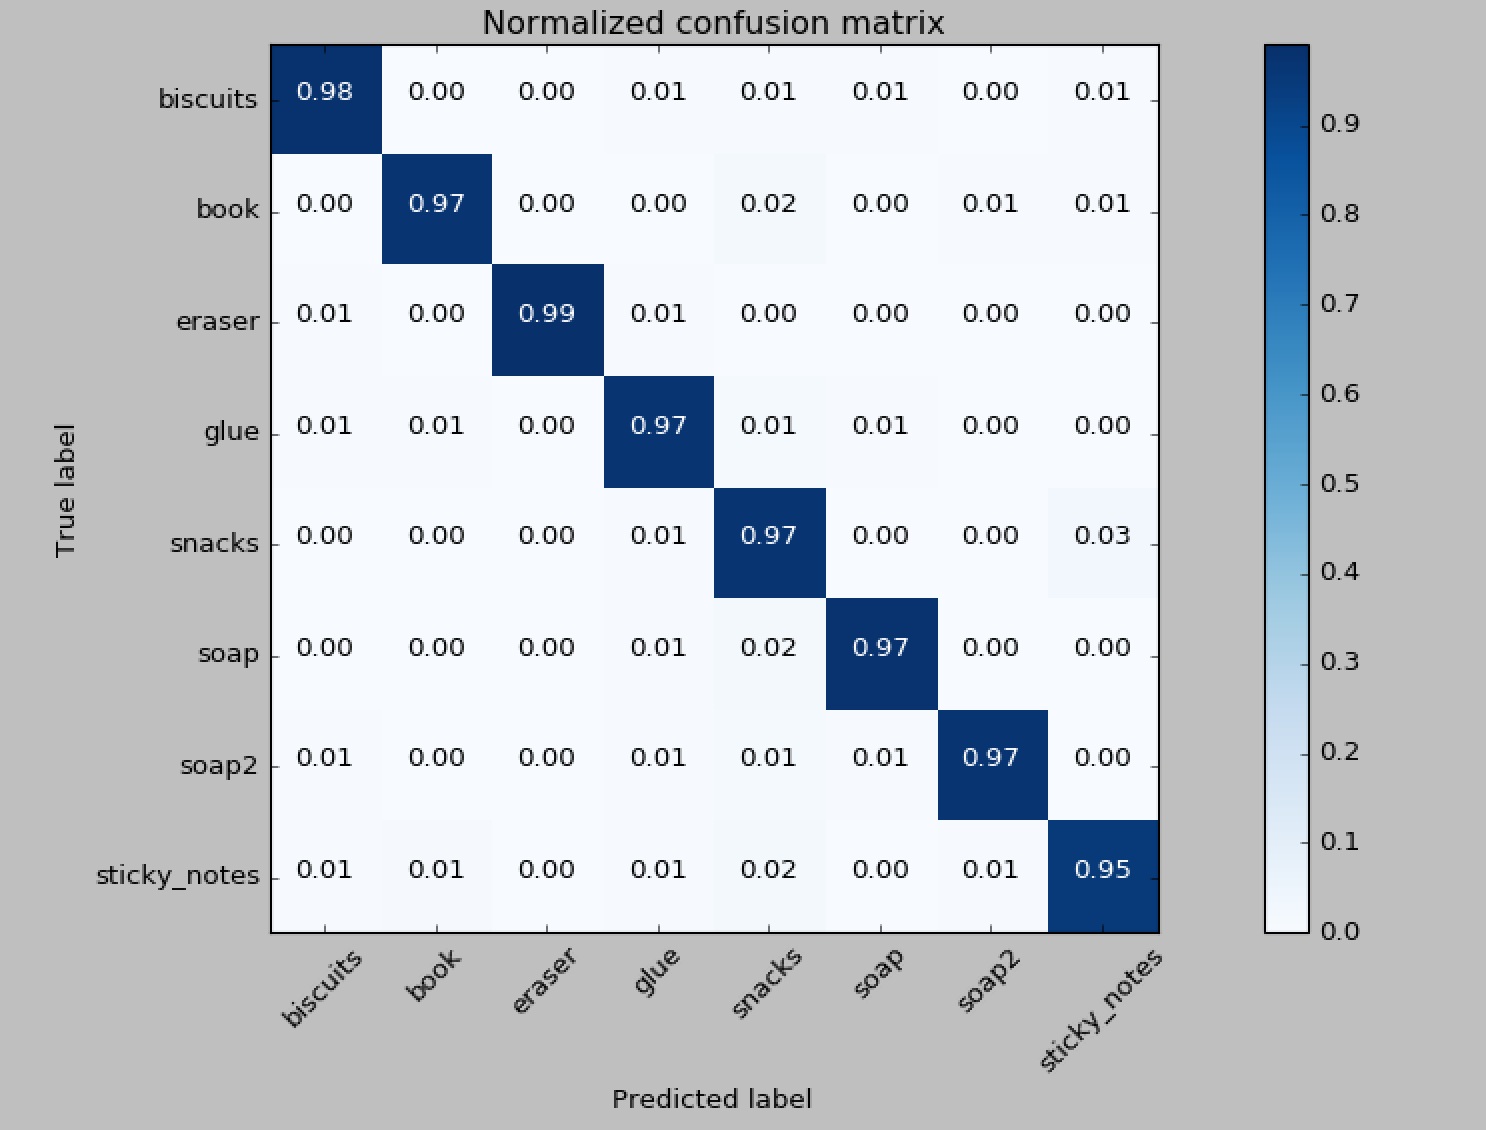 Normalized confusion matrix
True label
biscuits 0.98 0.00 0.00 0.01 0.01 0.01 0.00 0.01
book 0.00 0.97 0.00 0.00 0.02 0.00 0.01 0.01
eraser 0.01 0.00 0.99 0.01 0.00 0.00 0.00 0.00
glue 0.01 0.01 0.00 0.97 0.01 0.01 0.00 0.00
snacks 0.00 0.00 0.00 0.01 0.97 0.00 0.00 0.03
soap 0.00 0.00 0.00 0.01 0.02 0.97 0.00 0.00
soap2 0.01 0.00 0.00 0.01 0.01 0.01 0.97 0.00
sticky_notes 0.01 0.01 0.00 0.01 0.02 0.00 0.01 0.95
biscuits book eraser glue snacks soap soap2 sticky_notes
Predicted label
0.9
0.8
0.7
0.6
0.5
0.4
0.3
0.2
0.1
0.0